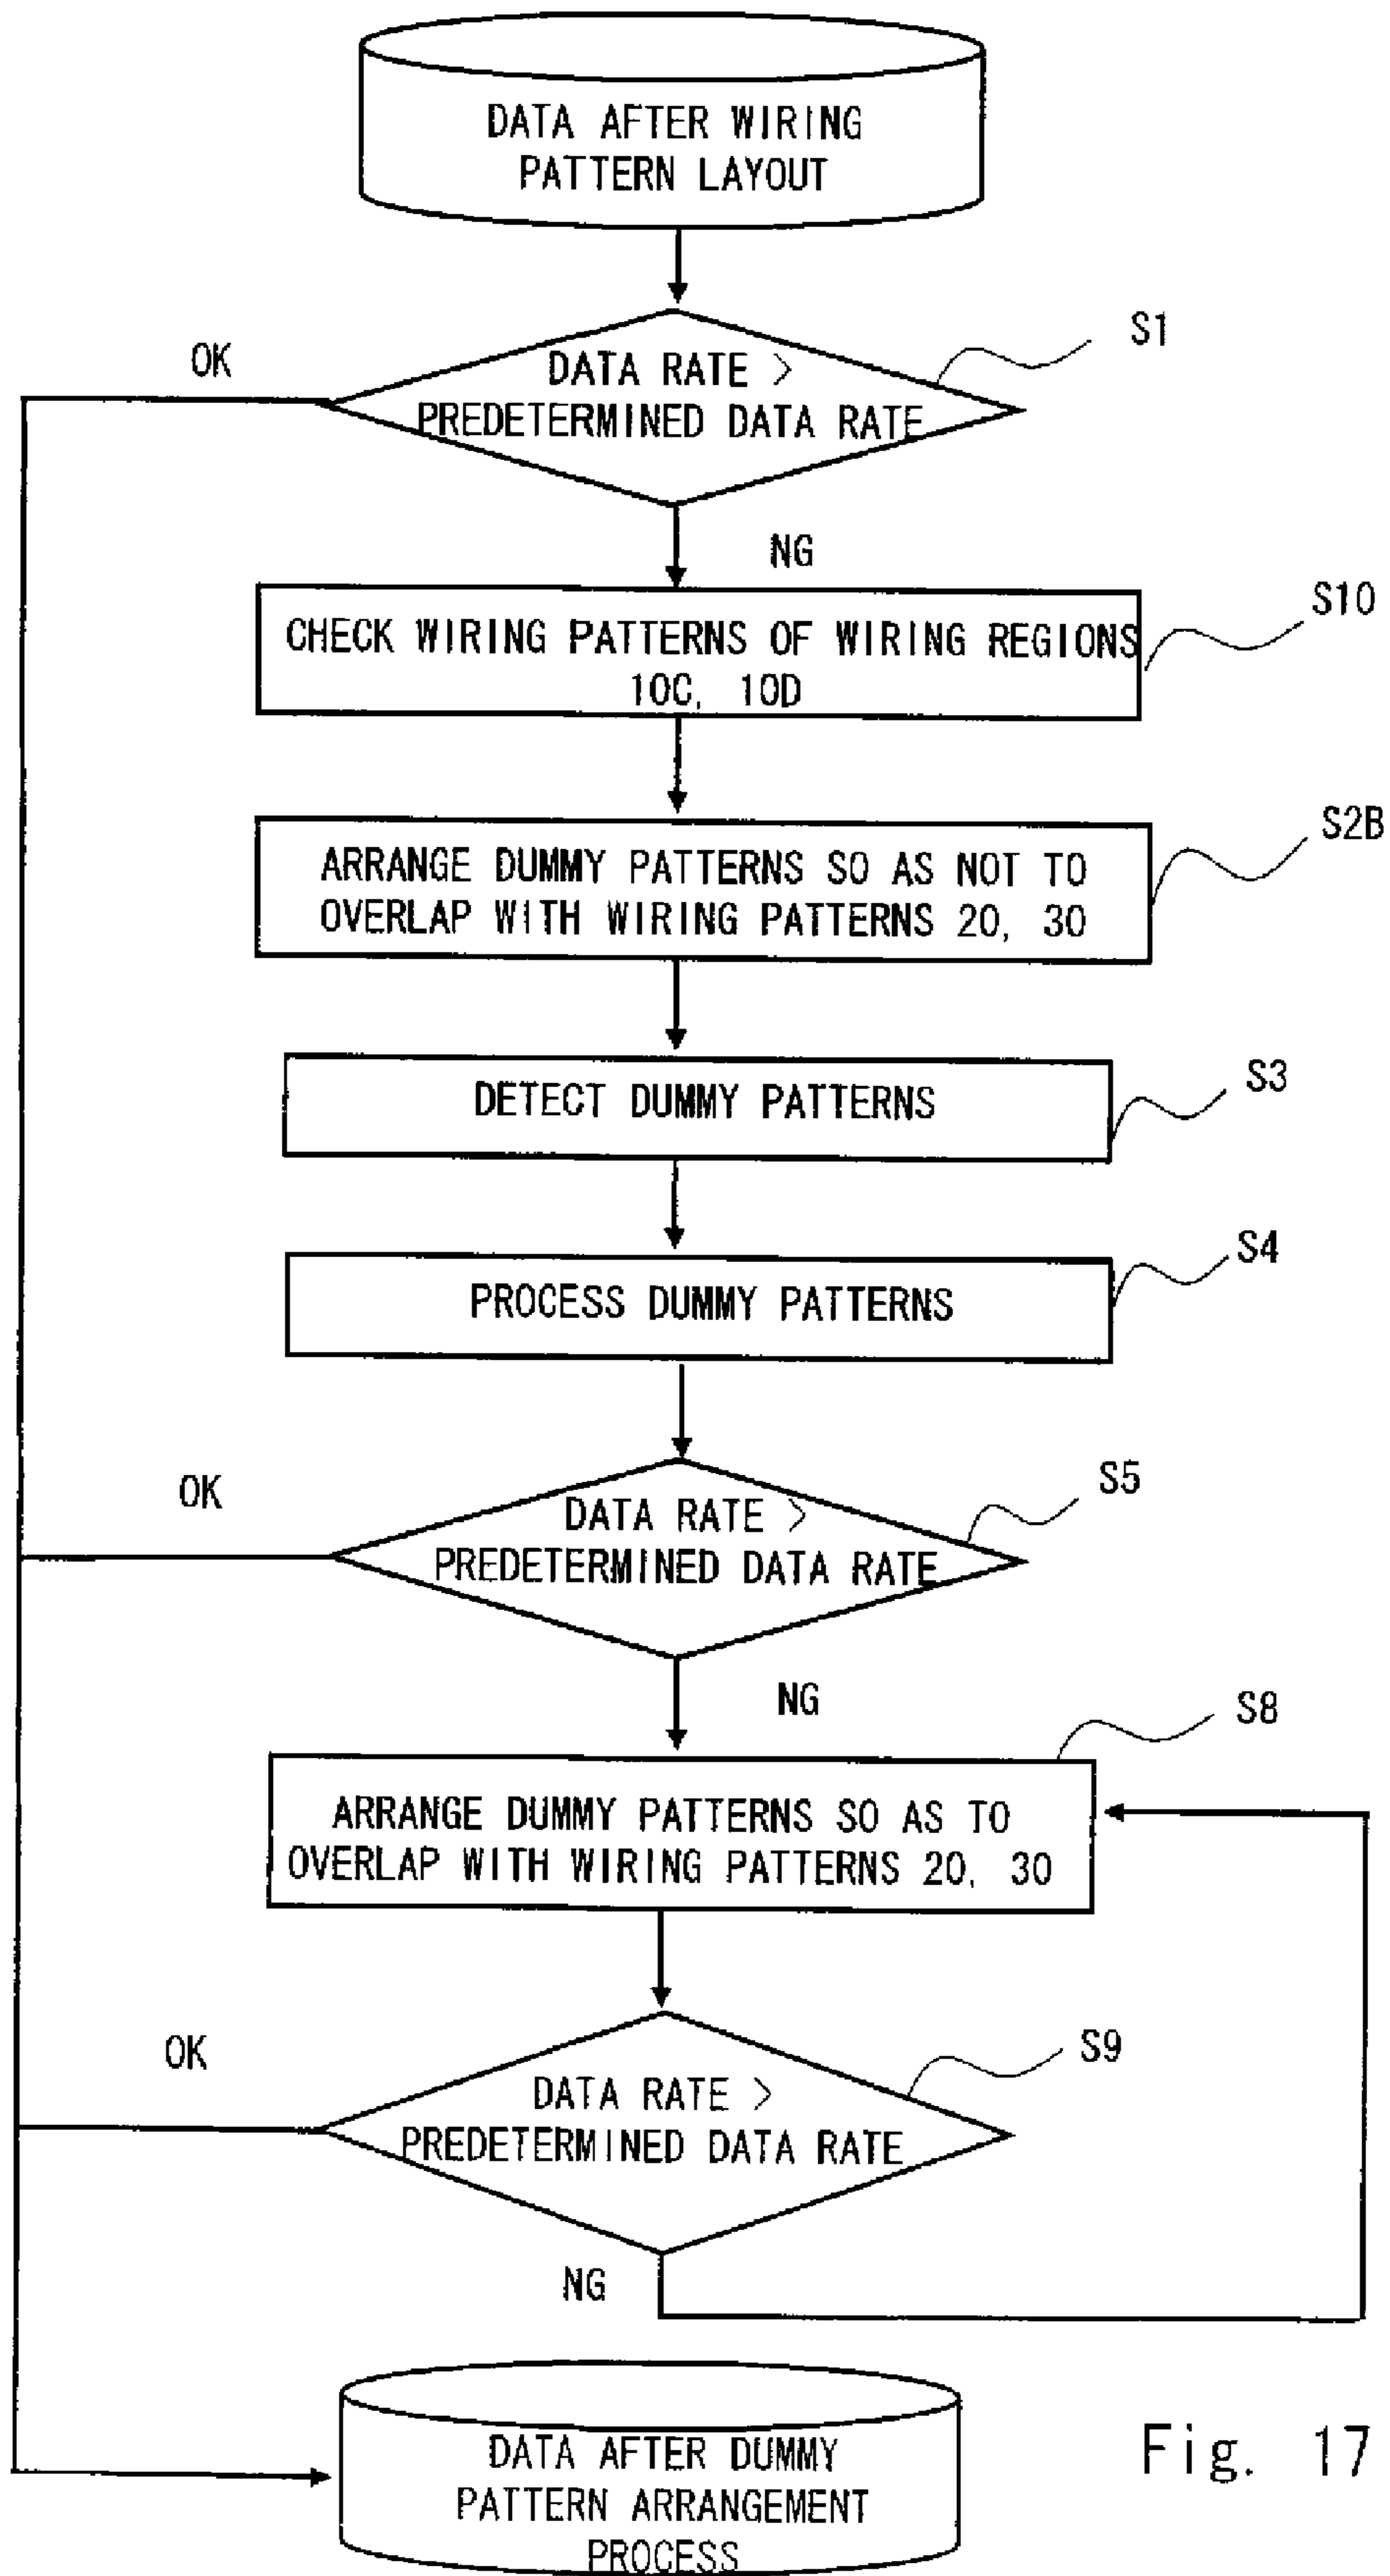 DATA AFTER WIRING
PATTERN LAYOUT
OK
S1
DATA RATE >
PREDETERMINED DATA RATE
NG
S10
CHECK WIRING PATTERNS OF WIRING REGIONS
10C, 10D
S2B
ARRANGE DUMMY PATTERNS SO AS NOT TO
OVERLAP WITH WIRING PATTERNS 20, 30
S3
DETECT DUMMY PATTERNS
S4
PROCESS DUMMY PATTERNS
OK
S5
DATA RATE >
PREDETERMINED DATA RATE
NG
S8
ARRANGE DUMMY PATTERNS SO AS TO
OVERLAP WITH WIRING PATTERNS 20, 30
OK
S9
DATA RATE >
PREDETERMINED DATA RATE
NG
DATA AFTER DUMMY
PATTERN ARRANGEMENT
PROCESS
Fig. 17